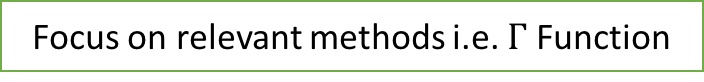 Focus on relevant methods i.e. Γ Function